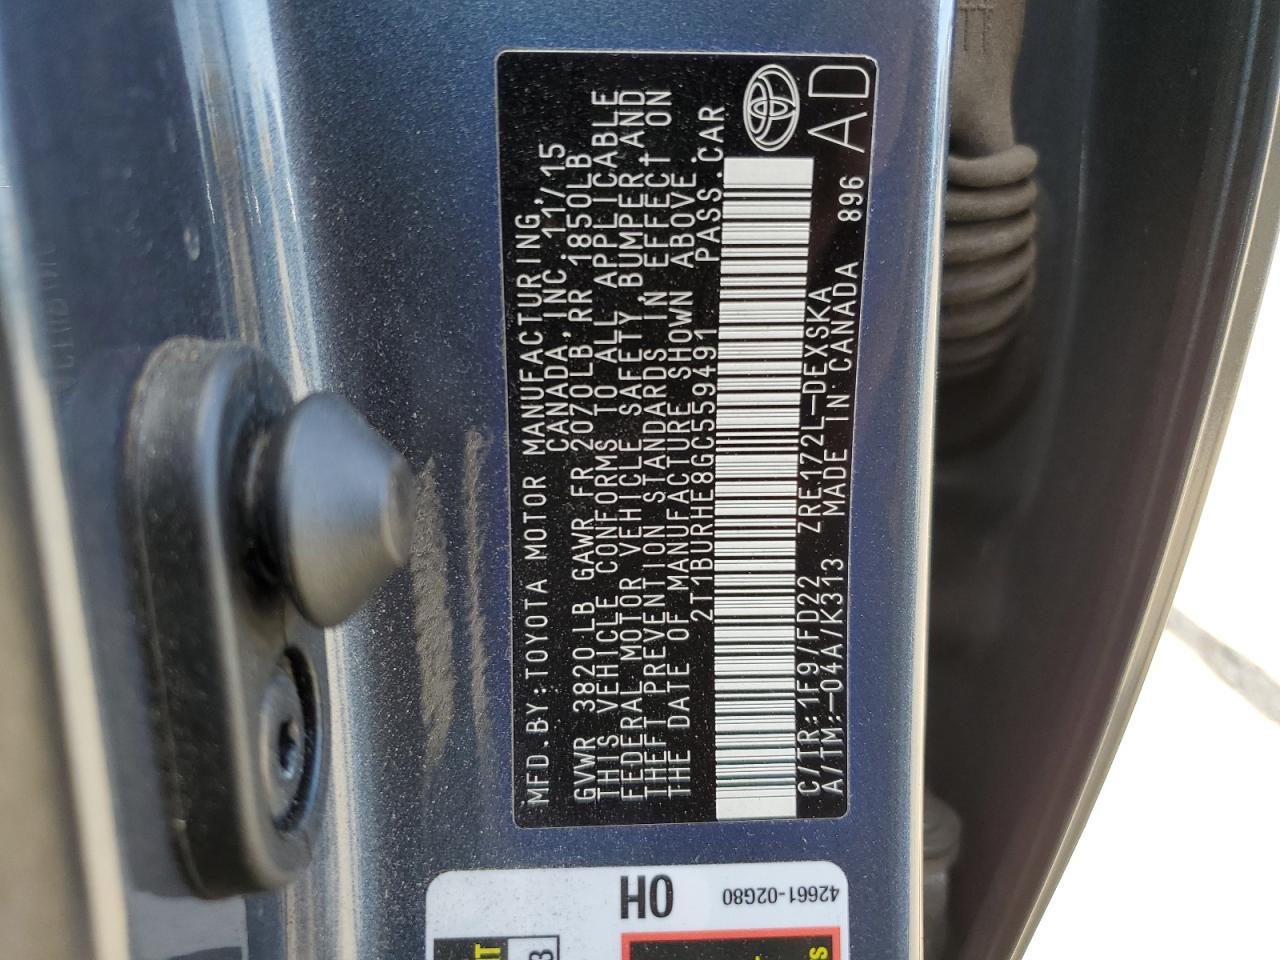 MFD.BY:TOYOTA MOTOR MANUFACTURING,
CANADA,INC.11/15
GVWR 3820LB GAWR FR 2070LB,RR 1850LB
THIS VEHICLE CONFORMS TO ALL APPLICABLE
FEDERAL MOTOR VEHICLE SAFETY,BUMPER,AND
THEFT PREVENTION STANDARDS IN EFFECT ON
THE DATE OF MANUFACTURE SHOWN ABOVE.
2T1BURHE8GC559491 PASS.CAR
C/TR:1F9/FD22 ZRE172L-DEXSKA 896
A/TM:-04A/K313 MADE IN CANADA AD
HO
42661-02G80